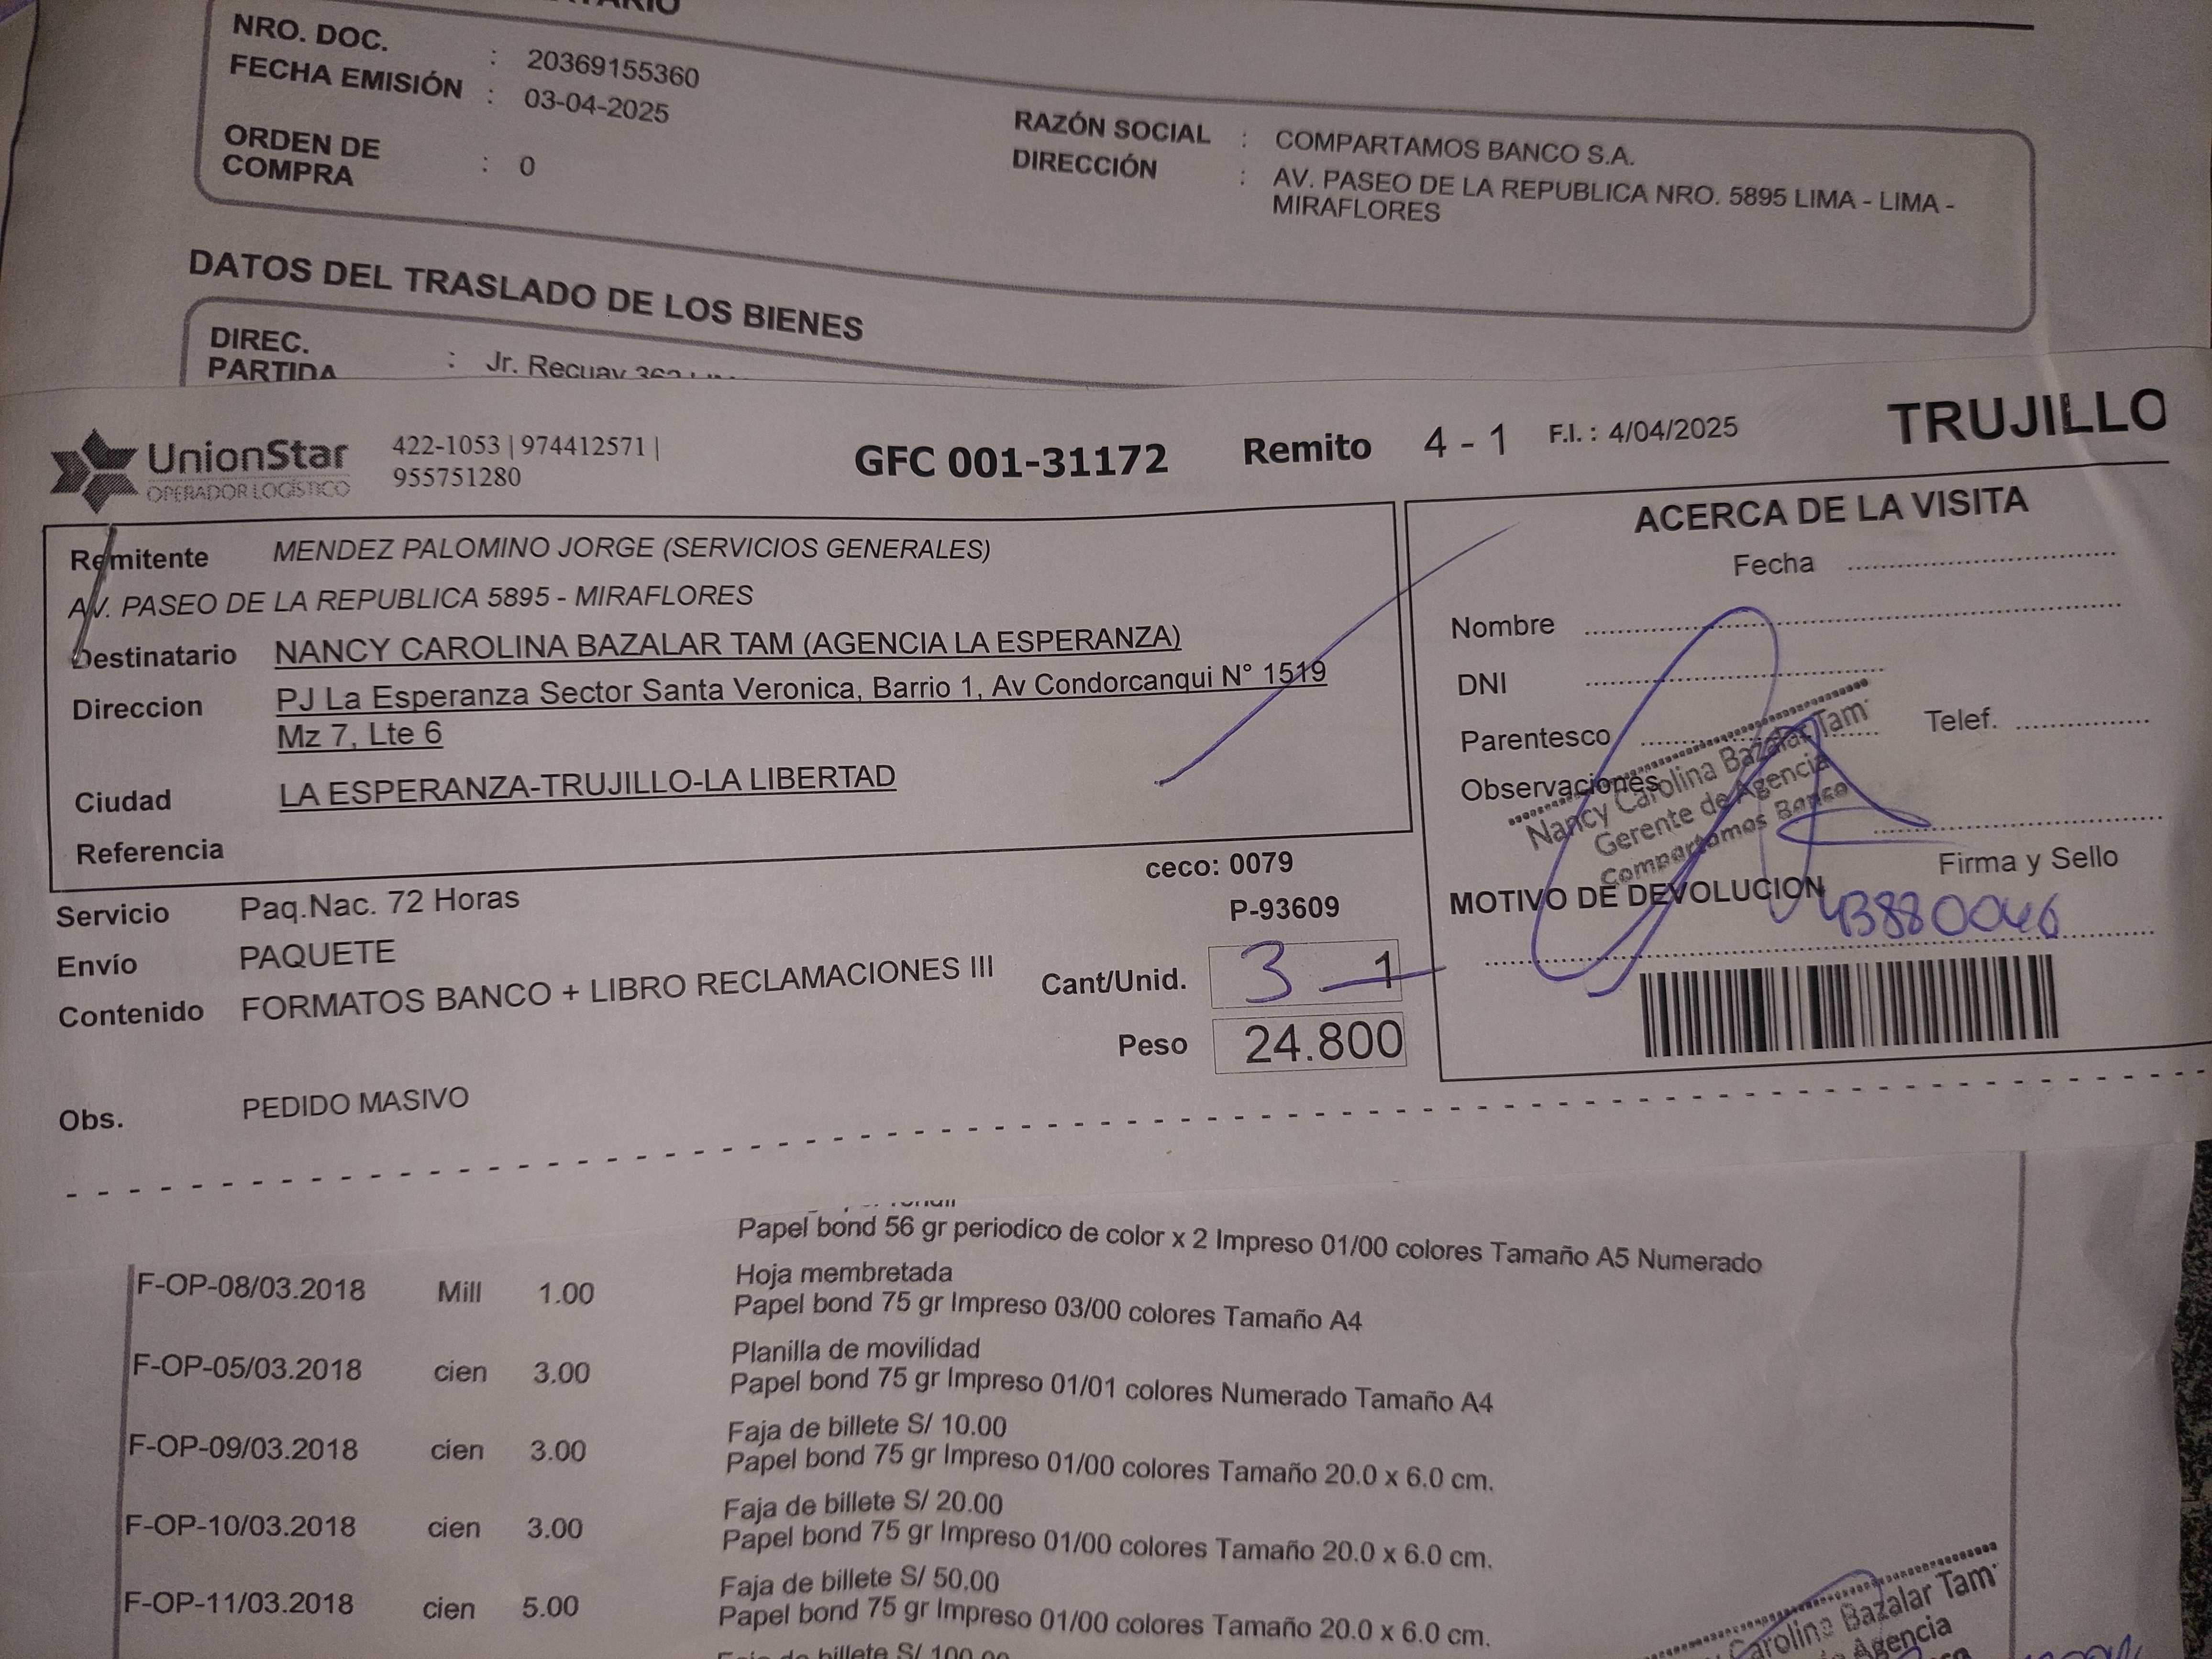 NRO. DOC. : 20369155360
FECHA EMISIÓN : 03-04-2025
ORDEN DE COMPRA : 0
RAZÓN SOCIAL : COMPARTAMOS BANCO S.A.
DIRECCIÓN : AV. PASEO DE LA REPUBLICA NRO. 5895 LIMA - LIMA -
MIRAFLORES
DATOS DEL TRASLADO DE LOS BIENES
DIREC.
PARTIDA : Jr. Recuay
UnionStar
OPERADOR LOGÍSTICO
422-1053 | 974412571 |
955751280
GFC 001-31172 Remito 4 - 1 F.I. : 4/04/2025 TRUJILLO
Remitente MENDEZ PALOMINO JORGE (SERVICIOS GENERALES)
AV. PASEO DE LA REPUBLICA 5895 - MIRAFLORES
Destinatario NANCY CAROLINA BAZALAR TAM (AGENCIA LA ESPERANZA)
Direccion PJ La Esperanza Sector Santa Veronica, Barrio 1, Av Condorcanqui N° 1519
Mz 7, Lte 6
Ciudad LA ESPERANZA-TRUJILLO-LA LIBERTAD
Referencia
ceco: 0079
Servicio Paq.Nac. 72 Horas
P-93609
Envío PAQUETE
Contenido FORMATOS BANCO + LIBRO RECLAMACIONES III
Cant/Unid. 3 1
Peso 24.800
Obs. PEDIDO MASIVO
ACERCA DE LA VISITA
Fecha
Nombre
DNI
Parentesco
Telef.
Observaciones
Nancy Carolina Bazalar Tam
Gerente de Agencia
Compartamos Banco
Firma y Sello
MOTIVO DE DEVOLUCION
43880046
Papel bond 56 gr periodico de color x 2 Impreso 01/00 colores Tamaño A5 Numerado
F-OP-08/03.2018 Mill 1.00 Hoja membretada
Papel bond 75 gr Impreso 03/00 colores Tamaño A4
F-OP-05/03.2018 cien 3.00 Planilla de movilidad
Papel bond 75 gr Impreso 01/01 colores Numerado Tamaño A4
F-OP-09/03.2018 cien 3.00 Faja de billete S/ 10.00
Papel bond 75 gr Impreso 01/00 colores Tamaño 20.0 x 6.0 cm.
F-OP-10/03.2018 cien 3.00 Faja de billete S/ 20.00
Papel bond 75 gr Impreso 01/00 colores Tamaño 20.0 x 6.0 cm.
F-OP-11/03.2018 cien 5.00 Faja de billete S/ 50.00
Papel bond 75 gr Impreso 01/00 colores Tamaño 20.0 x 6.0 cm.
Faja de billete S/ 100.00
Carolina Bazalar Tam
Agencia